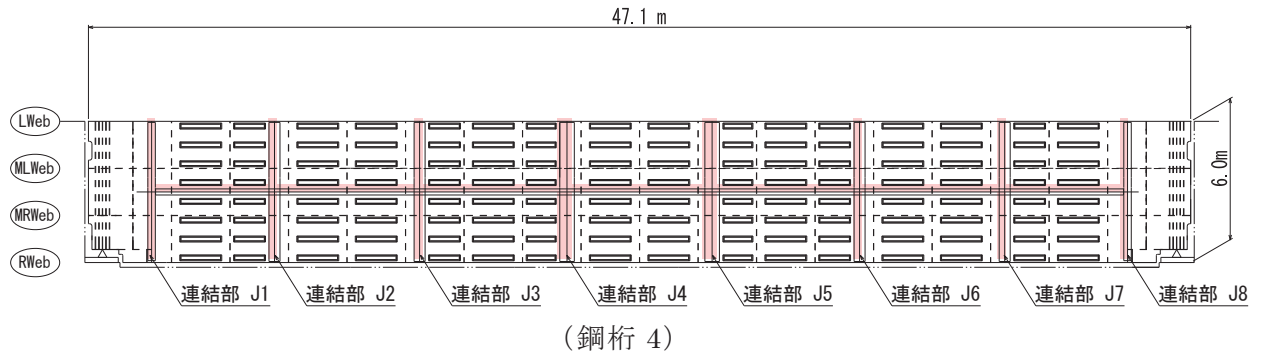 47.1 m
LWeb
MLWeb
MRWeb
RWeb
6.0m
連結部 J1
連結部 J2
連結部 J3
連結部 J4
連結部 J5
連結部 J6
連結部 J7
連結部 J8
(鋼桁 4)